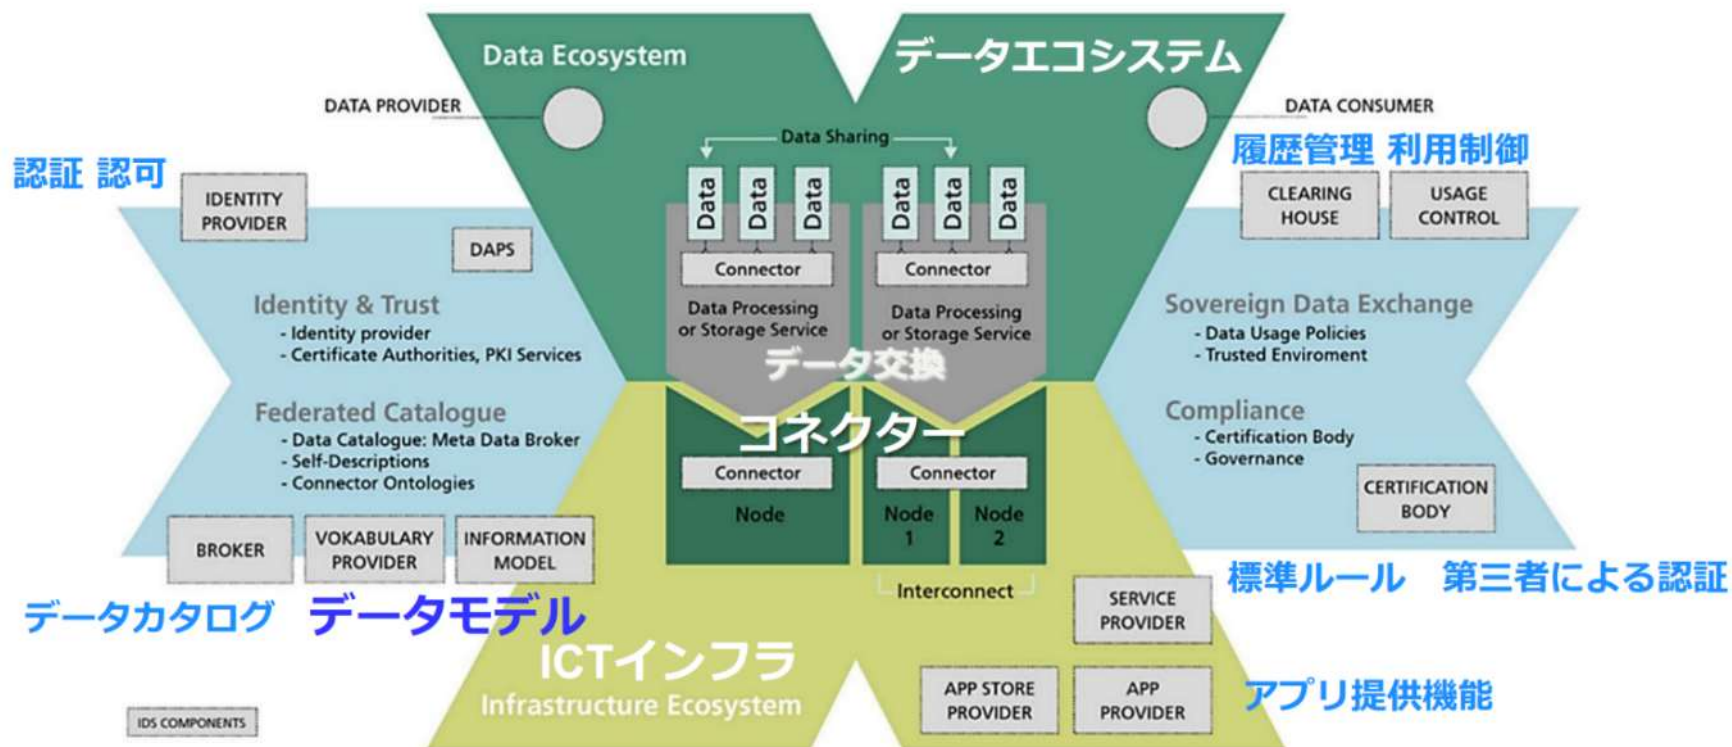 Data Ecosystem
データエコシステム
DATA PROVIDER
DATA CONSUMER
Data Sharing
認証 認可
履歴管理 利用制御
IDENTITY
PROVIDER
DAPS
CLEARING
HOUSE
USAGE
CONTROL
Data
Data
Data
Data
Data
Data
Connector
Connector
Data Processing
or Storage Service
Data Processing
or Storage Service
Identity & Trust
- Identity provider
- Certificate Authorities, PKI Services
Sovereign Data Exchange
- Data Usage Policies
- Trusted Enviroment
データ交換
コネクター
Federated Catalogue
- Data Catalogue: Meta Data Broker
- Self-Descriptions
- Connector Ontologies
Compliance
- Certification Body
- Governance
Connector
Connector
Node
Node
1
Node
2
Interconnect
CERTIFICATION
BODY
BROKER
VOKABULARY
PROVIDER
INFORMATION
MODEL
データカタログ
データモデル
標準ルール 第三者による認証
SERVICE
PROVIDER
ICTインフラ
Infrastructure Ecosystem
APP STORE
PROVIDER
APP
PROVIDER
アプリ提供機能
IDS COMPONENTS